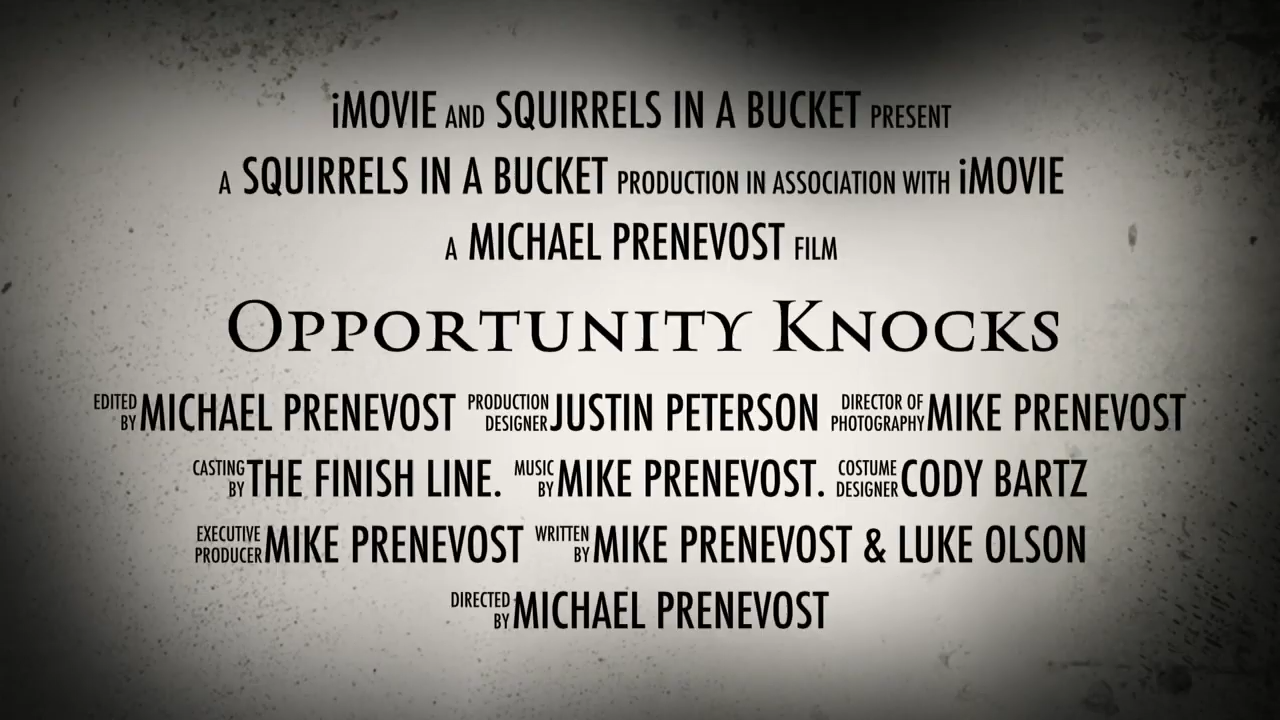 iMOVIE AND SQUIRRELS IN A BUCKET PRESENT
A SQUIRRELS IN A BUCKET PRODUCTION IN ASSOCIATION WITH iMOVIE
A MICHAEL PRENEVOST FILM
OPPORTUNITY KNOCKS
EDITED BY MICHAEL PRENEVOST PRODUCTION DESIGNER JUSTIN PETERSON DIRECTOR OF PHOTOGRAPHY MIKE PRENEVOST
CASTING BY THE FINISH LINE. MUSIC BY MIKE PRENEVOST. COSTUME DESIGNER CODY BARTZ
EXECUTIVE PRODUCER MIKE PRENEVOST WRITTEN BY MIKE PRENEVOST & LUKE OLSON
DIRECTED BY MICHAEL PRENEVOST